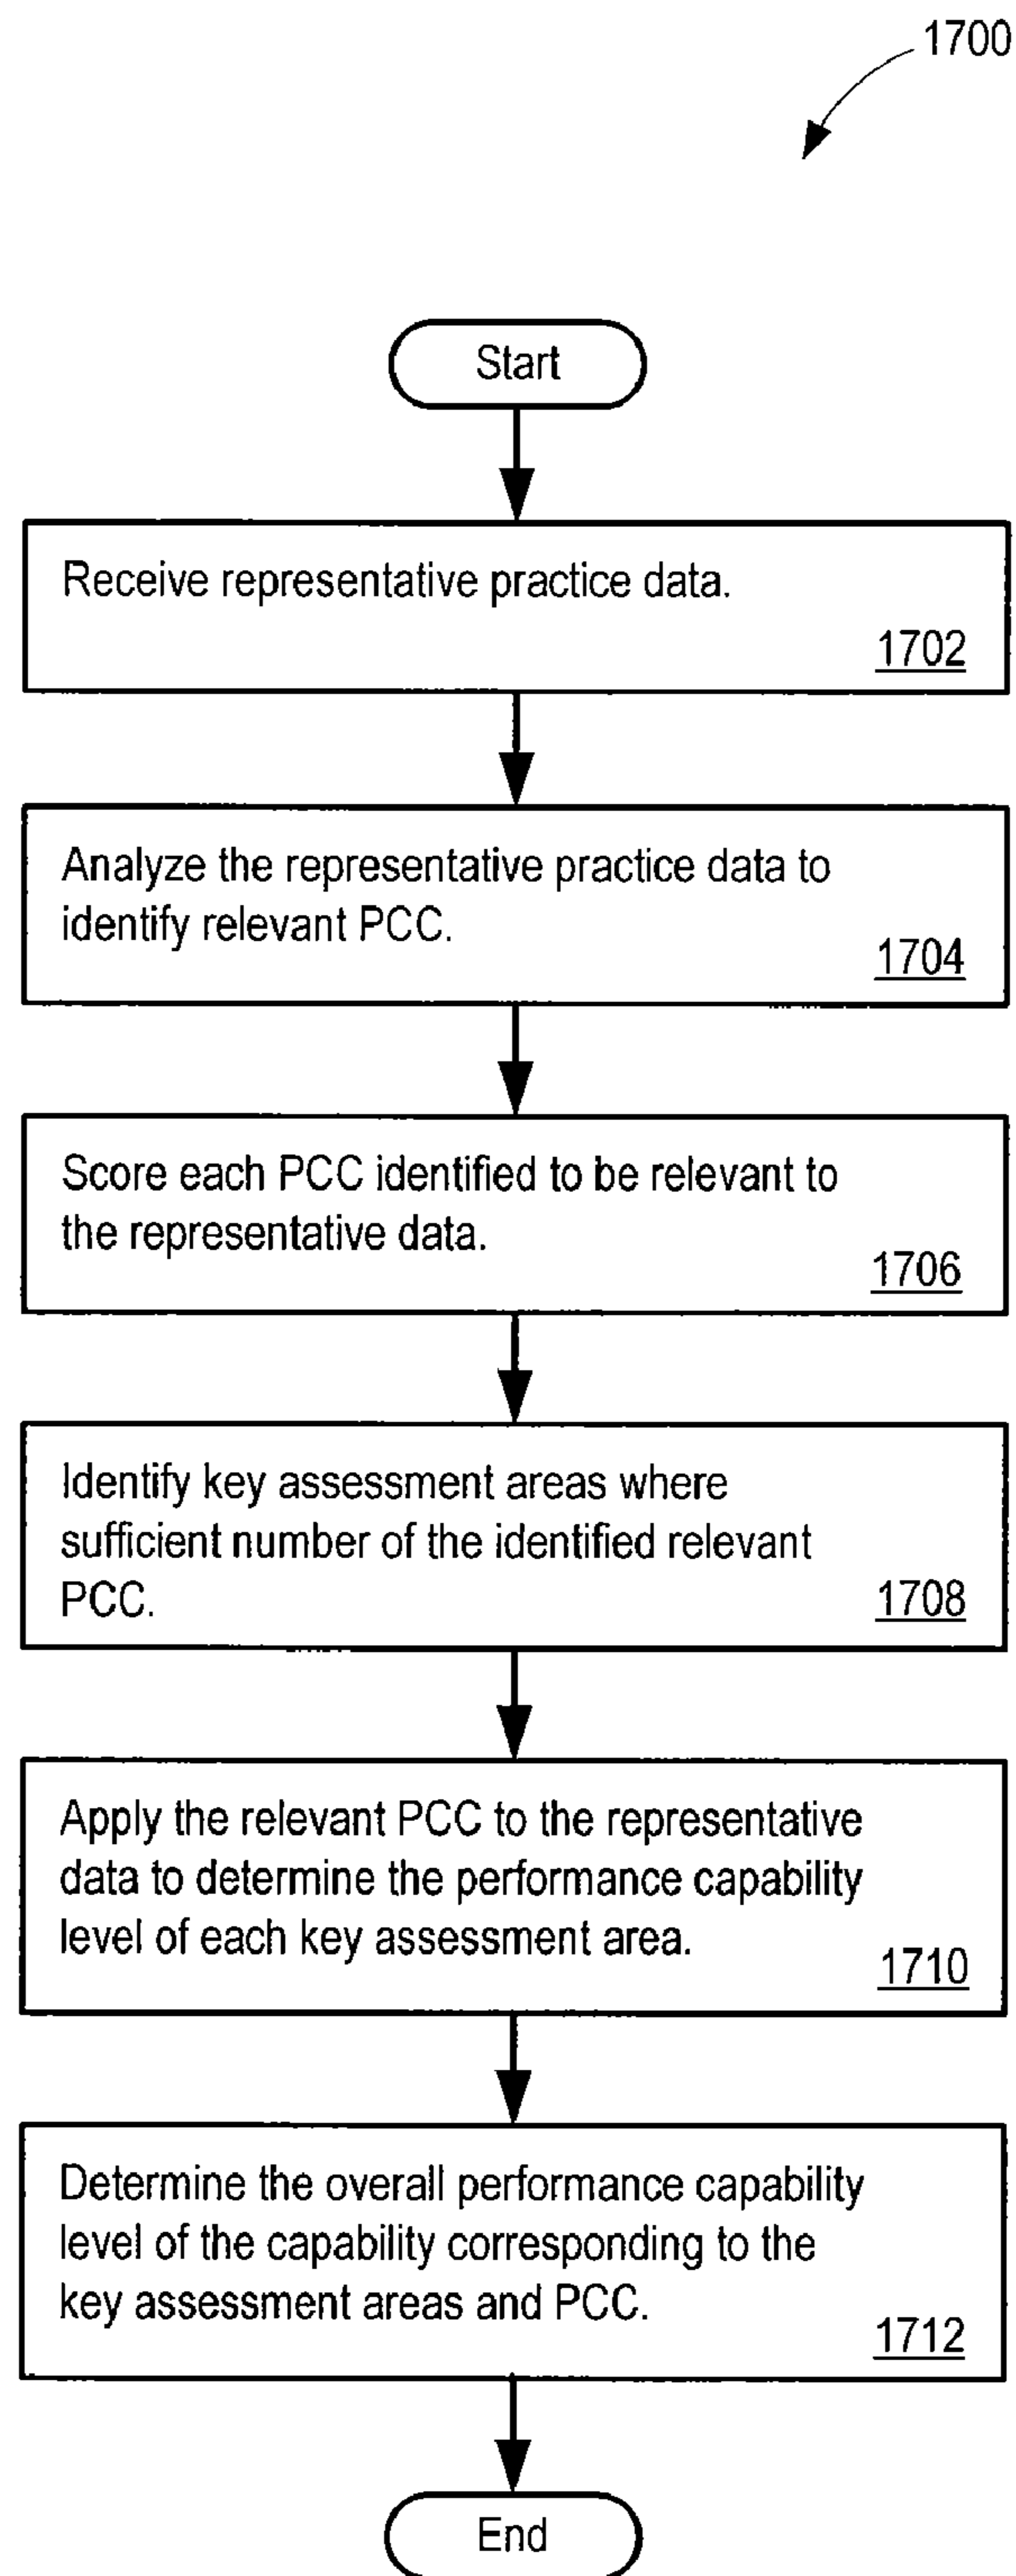 1700
Start
Receive representative practice data.
1702
Analyze the representative practice data to
identify relevant PCC.
1704
Score each PCC identified to be relevant to
the representative data.
1706
Identify key assessment areas where
sufficient number of the identified relevant
PCC.
1708
Apply the relevant PCC to the representative
data to determine the performance capability
level of each key assessment area.
1710
Determine the overall performance capability
level of the capability corresponding to the
key assessment areas and PCC.
1712
End